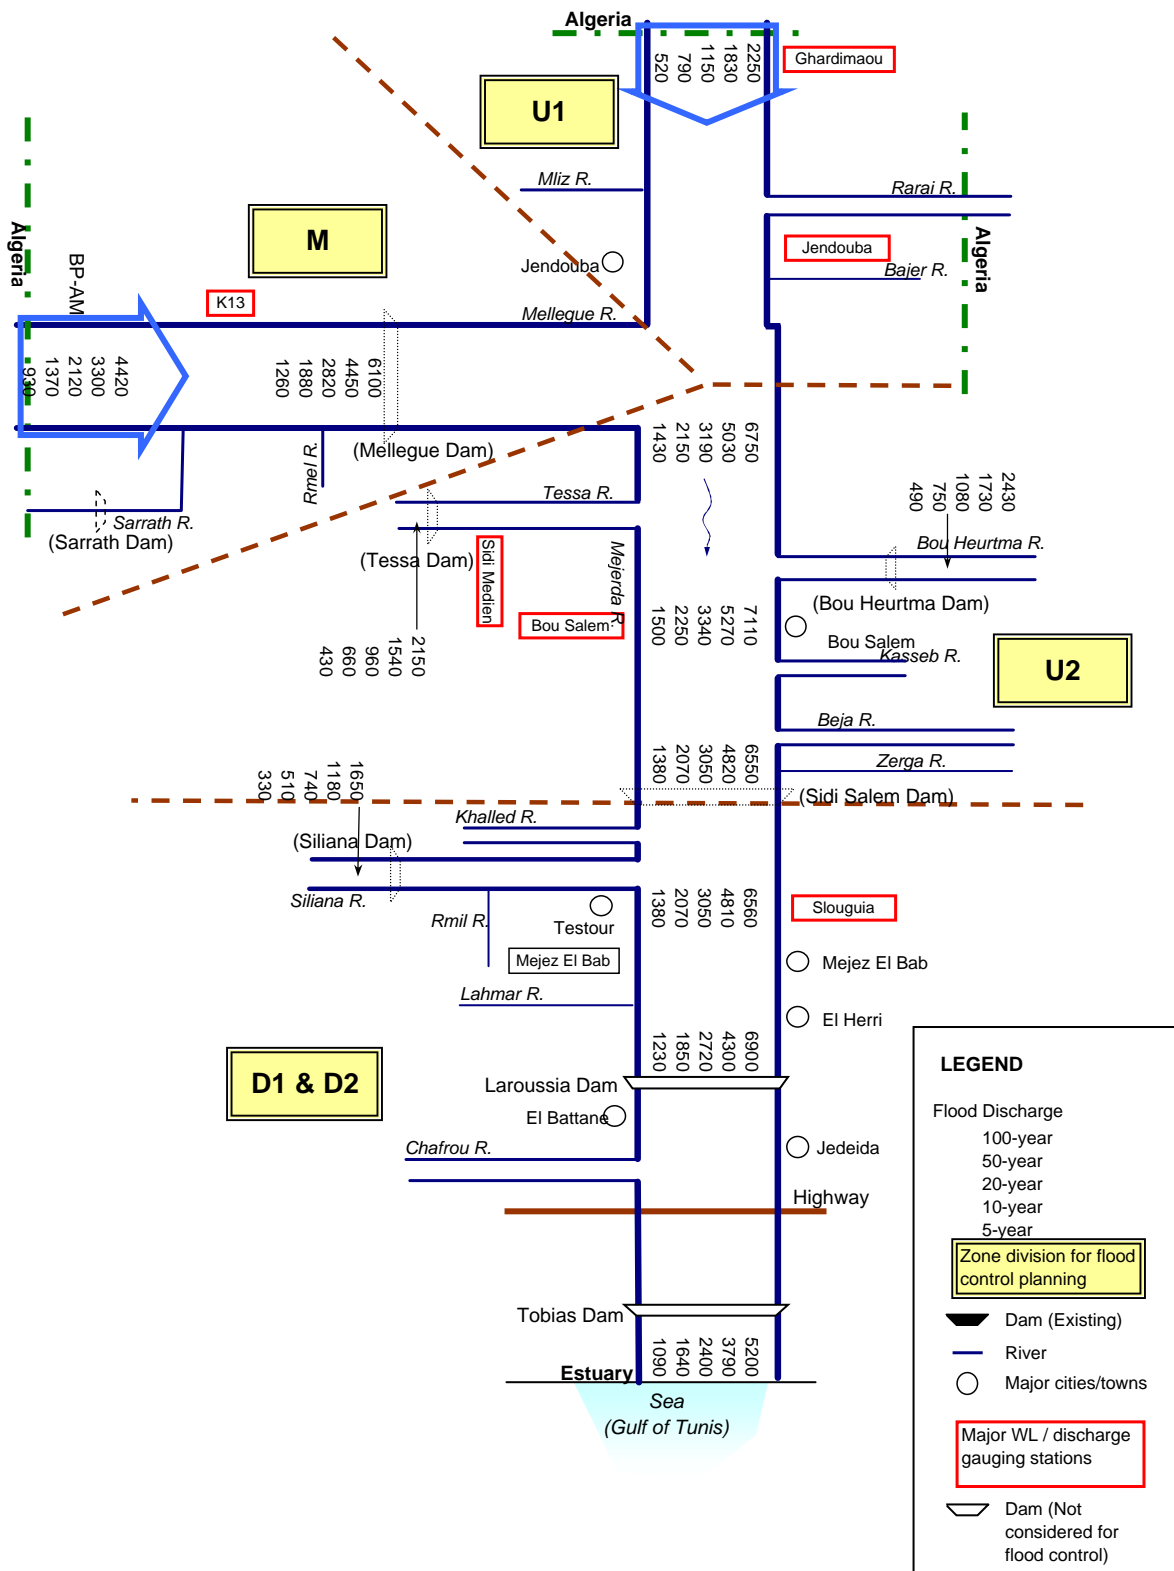 Algeria
2250
1830
1150
790
520
Ghardimaou
U1
Mliz R.
Rarai R.
Algeria
M
Jendouba
Jendouba
Bajer R.
Algeria
BP-AM
K13
Mellegue R.
4420
3300
2120
1370
930
6100
4450
2820
1880
1260
(Mellegue Dam)
Rmel R.
6750
5030
3190
2150
1430
Sarrath R.
(Sarrath Dam)
Tessa R.
(Tessa Dam)
Sidi Medien
Mejerda R.
2430
1730
1080
750
490
Bou Heurtma R.
(Bou Heurtma Dam)
Bou Salem
7110
5270
3340
2250
1500
Bou Salem
Kasseb R.
U2
2150
1540
960
660
430
Beja R.
Zerga R.
6550
4820
3050
2070
1380
(Sidi Salem Dam)
1650
1180
740
510
330
Khalled R.
(Siliana Dam)
Siliana R.
Rmil R.
Testour
6560
4810
3050
2070
1380
Slouguia
Mejez El Bab
Mejez El Bab
Lahmar R.
El Herri
6900
4300
2720
1850
1230
D1 & D2
Laroussia Dam
El Battane
Chafrou R.
Jedeida
Highway
Tobias Dam
5200
3790
2400
1640
1090
Estuary
Sea
(Gulf of Tunis)
LEGEND
Flood Discharge
100-year
50-year
20-year
10-year
5-year
Zone division for flood
control planning
Dam (Existing)
River
Major cities/towns
Major WL / discharge
gauging stations
Dam (Not
considered for
flood control)